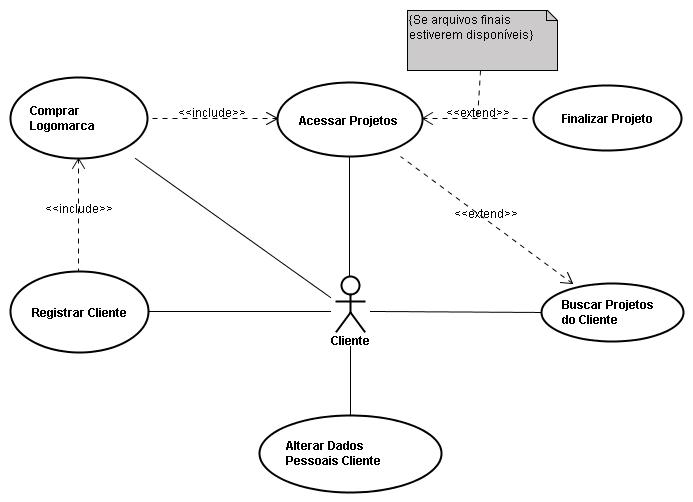 {Se arquivos finais
estiverem disponíveis}
Comprar
Logomarca
<<include>>
Acessar Projetos
<<extend>>
Finalizar Projeto
<<include>>
<<extend>>
Registrar Cliente
Cliente
Buscar Projetos
do Cliente
Alterar Dados
Pessoais Cliente